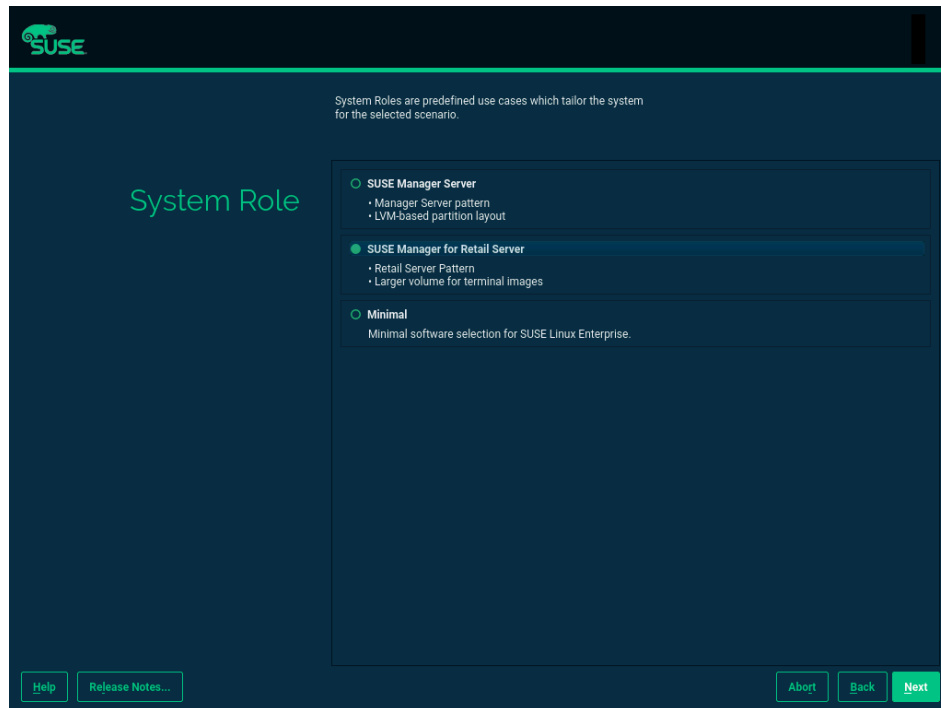 SUSE
System Roles are predefined use cases which tailor the system
for the selected scenario.
System Role
SUSE Manager Server
• Manager Server pattern
• LVM-based partition layout
SUSE Manager for Retail Server
• Retail Server Pattern
• Larger volume for terminal images
Minimal
Minimal software selection for SUSE Linux Enterprise.
Help
Release Notes...
Abort
Back
Next